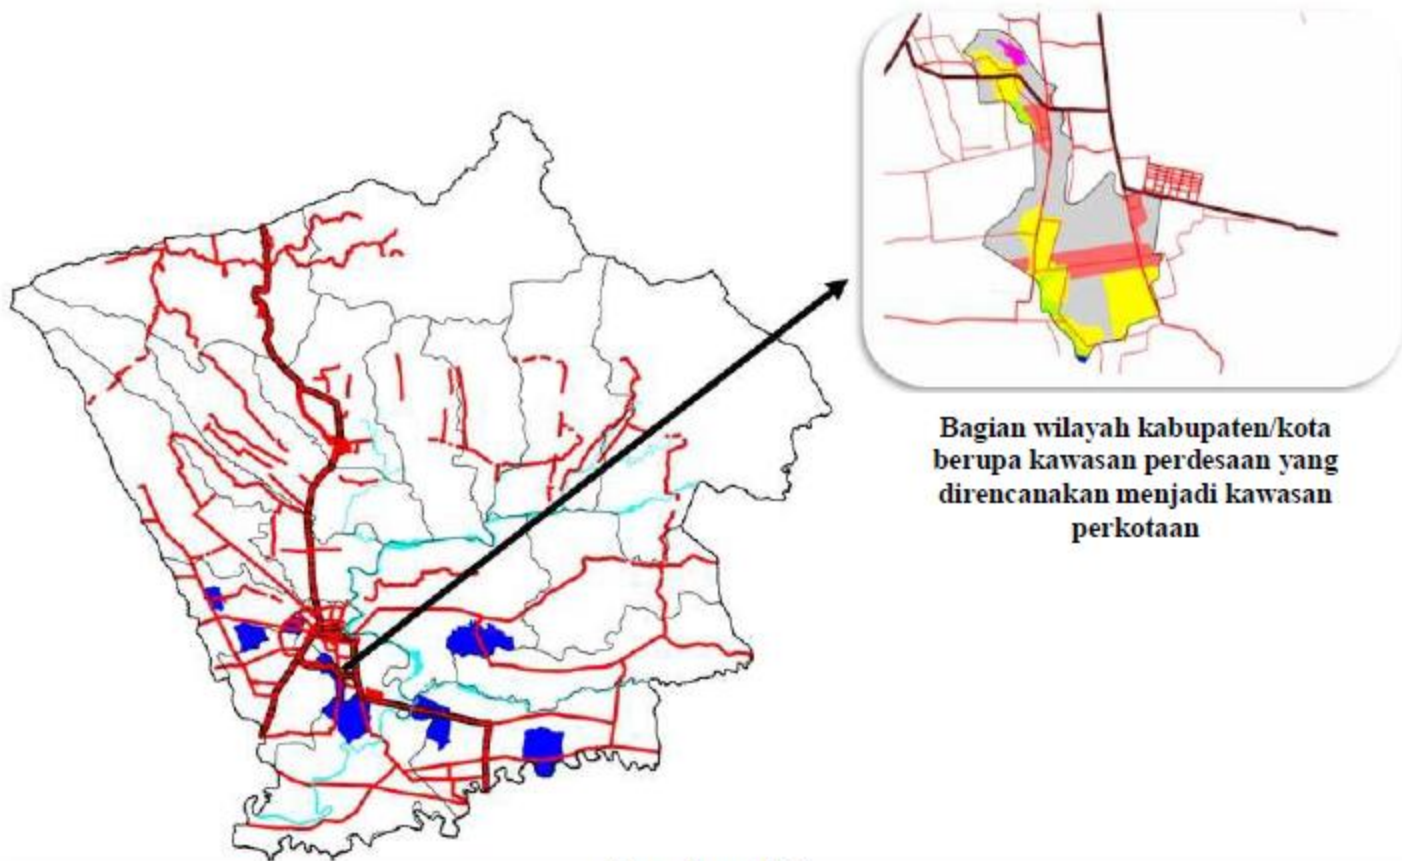 Bagian wilayah kabupaten/kota
berupa kawasan perdesaan yang
direncanakan menjadi kawasan
perkotaan